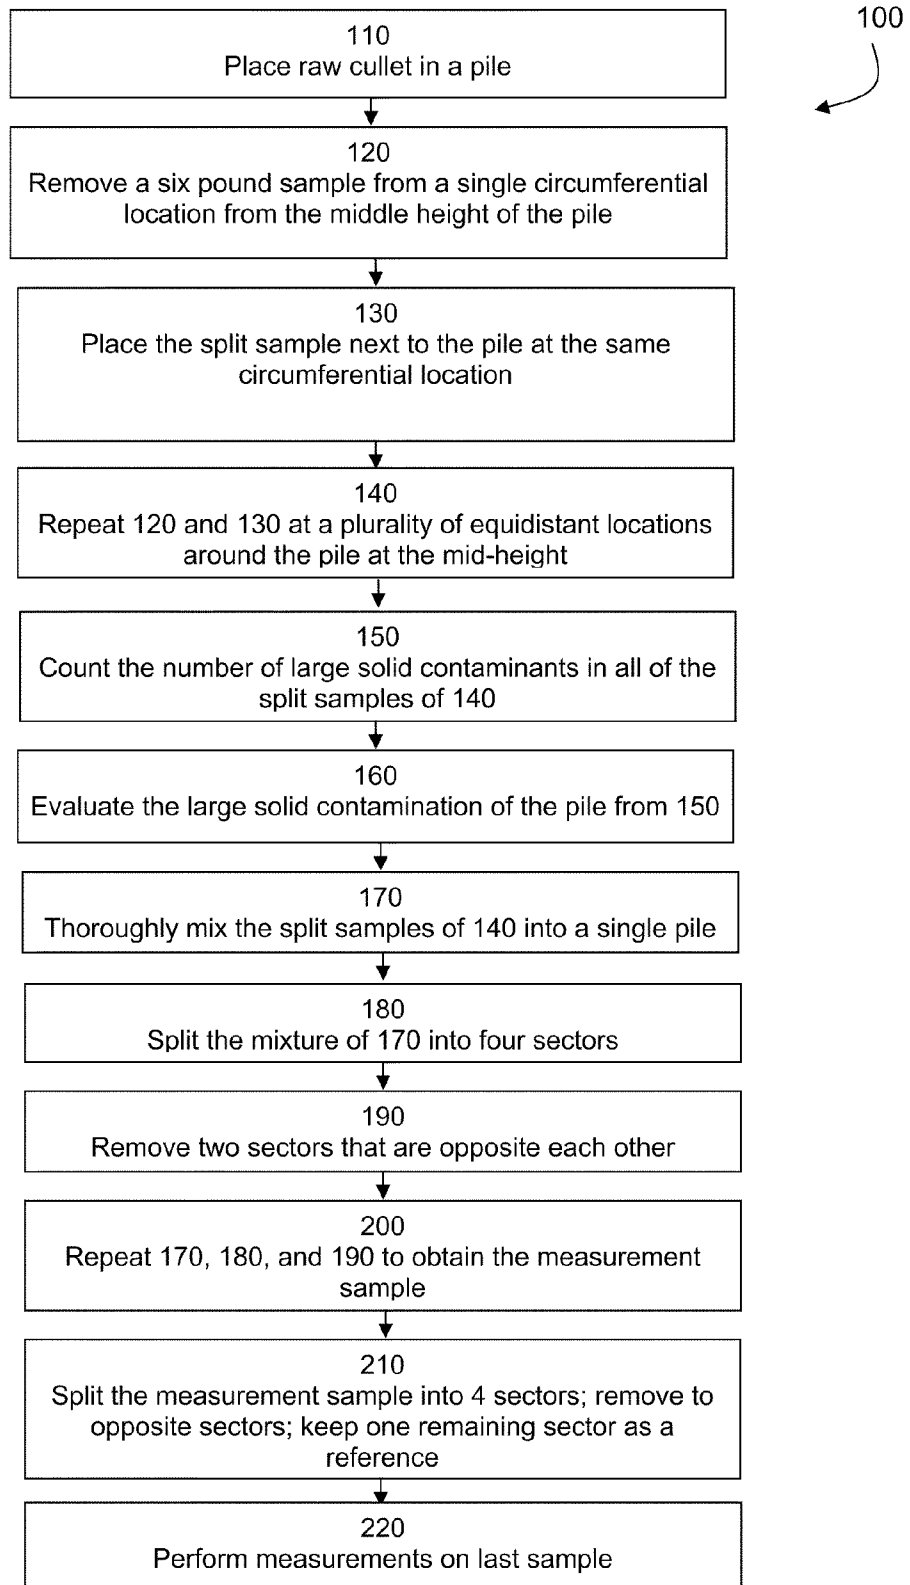 100
110
Place raw cullet in a pile
120
Remove a six pound sample from a single circumferential
location from the middle height of the pile
130
Place the split sample next to the pile at the same
circumferential location
140
Repeat 120 and 130 at a plurality of equidistant locations
around the pile at the mid-height
150
Count the number of large solid contaminants in all of the
split samples of 140
160
Evaluate the large solid contamination of the pile from 150
170
Thoroughly mix the split samples of 140 into a single pile
180
Split the mixture of 170 into four sectors
190
Remove two sectors that are opposite each other
200
Repeat 170, 180, and 190 to obtain the measurement
sample
210
Split the measurement sample into 4 sectors; remove to
opposite sectors; keep one remaining sector as a
reference
220
Perform measurements on last sample